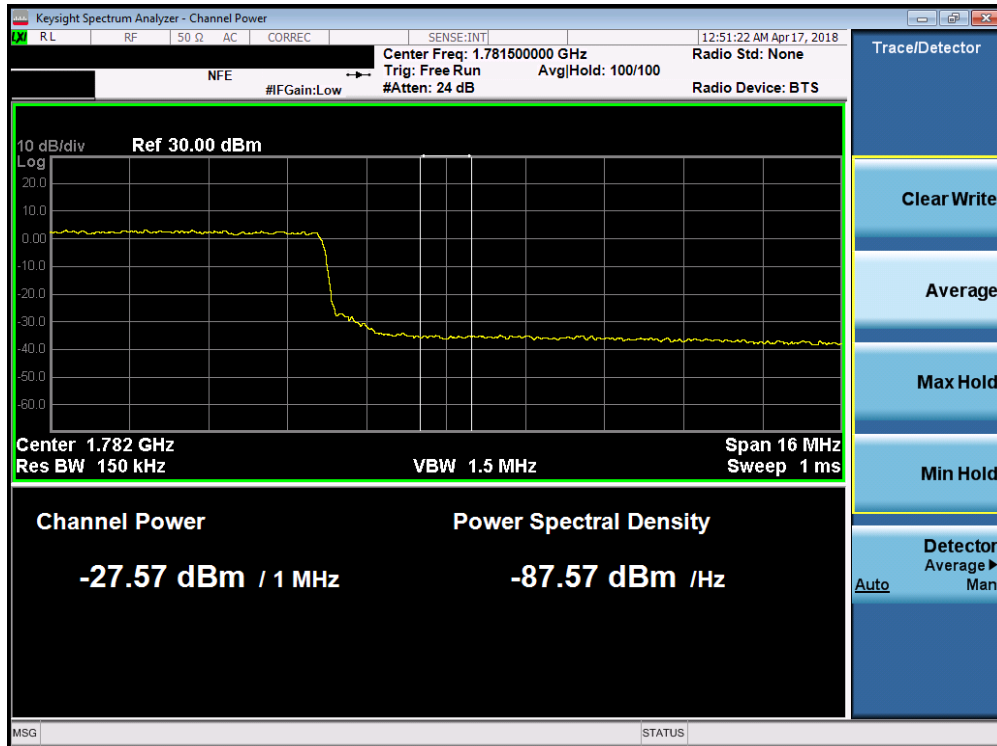 Keysight Spectrum Analyzer - Channel Power
LXI RL RF 50 Ω AC CORREC SENSE:INT 12:51:22 AM Apr 17, 2018
Center Freq: 1.781500000 GHz Radio Std: None
NFE Trig: Free Run Avg|Hold: 100/100
#IFGain:Low #Atten: 24 dB Radio Device: BTS
Trace/Detector
10 dB/div Ref 30.00 dBm
Log
20.0
10.0
0.00
-10.0
-20.0
-30.0
-40.0
-50.0
-60.0
Center 1.782 GHz Span 16 MHz
Res BW 150 kHz VBW 1.5 MHz Sweep 1 ms
Channel Power Power Spectral Density
-27.57 dBm / 1 MHz -87.57 dBm /Hz
Clear Write
Average
Max Hold
Min Hold
Detector
Average▶
Auto Man
MSG STATUS